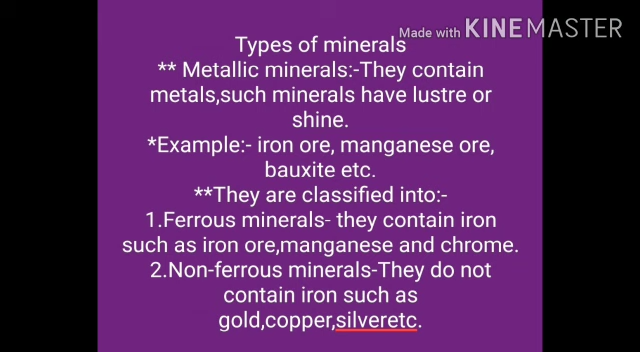 Made with KINEMASTER
Types of minerals
** Metallic minerals:-They contain
metals,such minerals have lustre or
shine.
*Example:- iron ore, manganese ore,
bauxite etc.
**They are classified into:-
1.Ferrous minerals- they contain iron
such as iron ore,manganese and chrome.
2.Non-ferrous minerals-They do not
contain iron such as
gold,copper,silveretc.